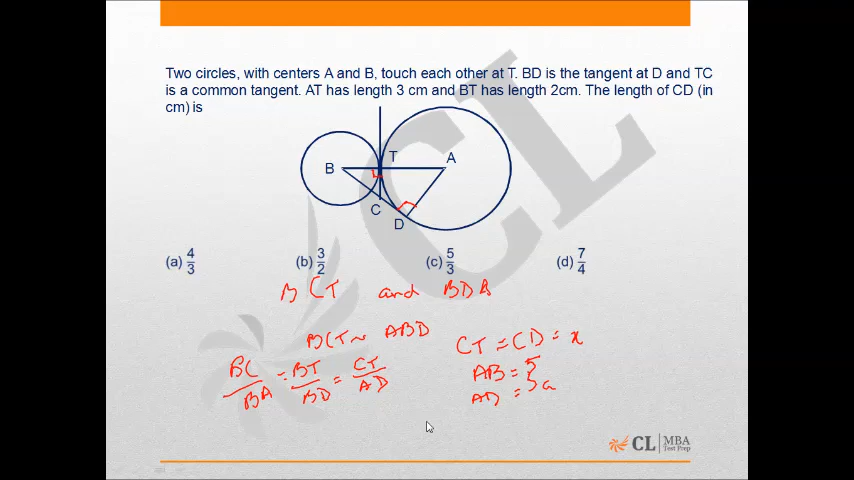 Two circles, with centers A and B, touch each other at T. BD is the tangent at D and TC
is a common tangent. AT has length 3 cm and BT has length 2cm. The length of CD (in
cm) is
B T A
C
D
(a) 4/3 (b) 3/2 (c) 5/3 (d) 7/4
BCT and BDA
BCT ~ ABD
CT = CD = x
BC/BA = BT/BD = CT/AD
AB = 5
AD = 3
CL MBA
Test Prep